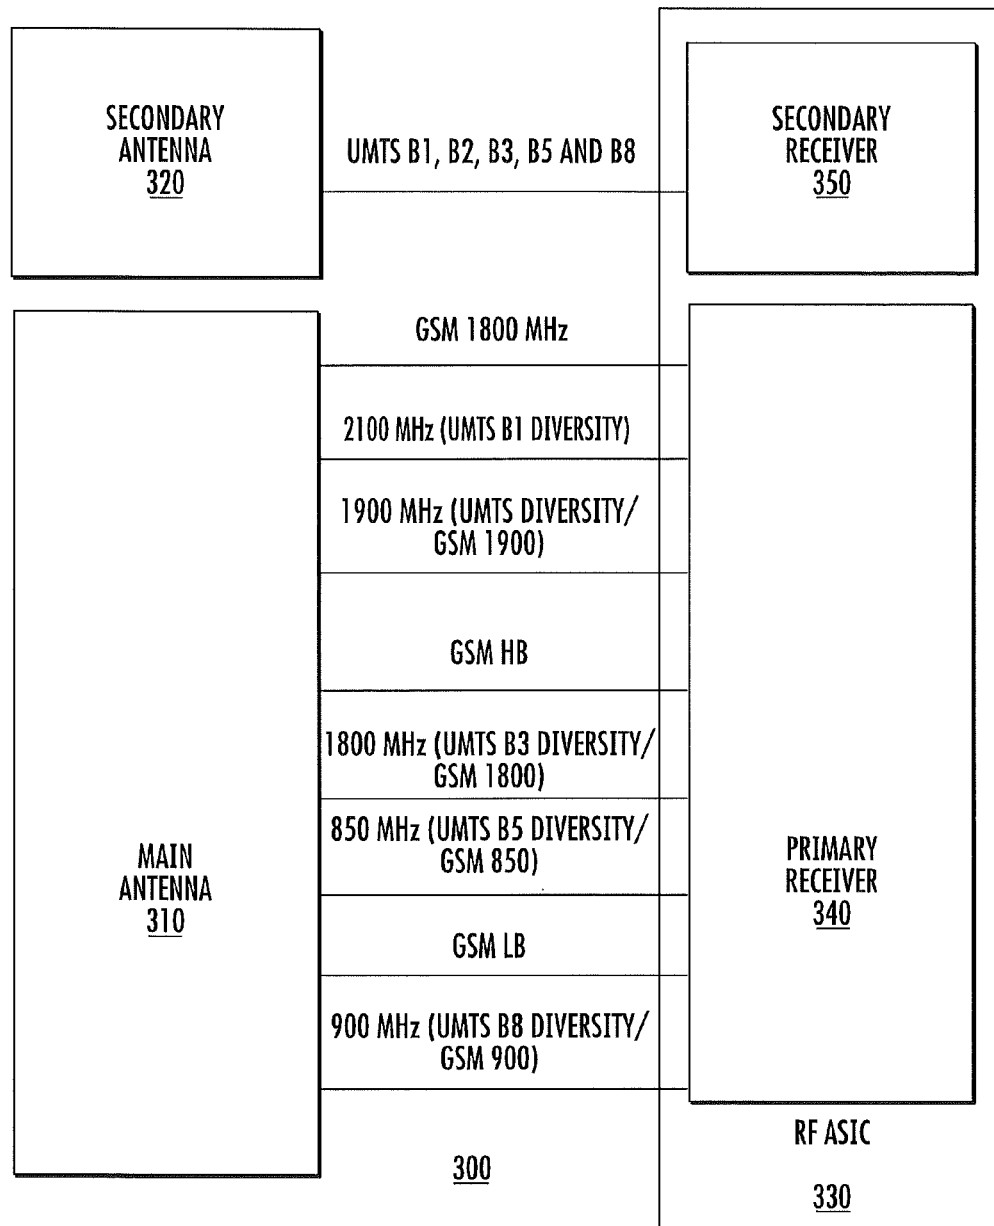 SECONDARY
ANTENNA
320
UMTS B1, B2, B3, B5 AND B8
SECONDARY
RECEIVER
350
GSM 1800 MHz
2100 MHz (UMTS B1 DIVERSITY)
1900 MHz (UMTS DIVERSITY/
GSM 1900)
GSM HB
1800 MHz (UMTS B3 DIVERSITY/
GSM 1800)
850 MHz (UMTS B5 DIVERSITY/
GSM 850)
MAIN
ANTENNA
310
PRIMARY
RECEIVER
340
GSM LB
900 MHz (UMTS B8 DIVERSITY/
GSM 900)
RF ASIC
300
330